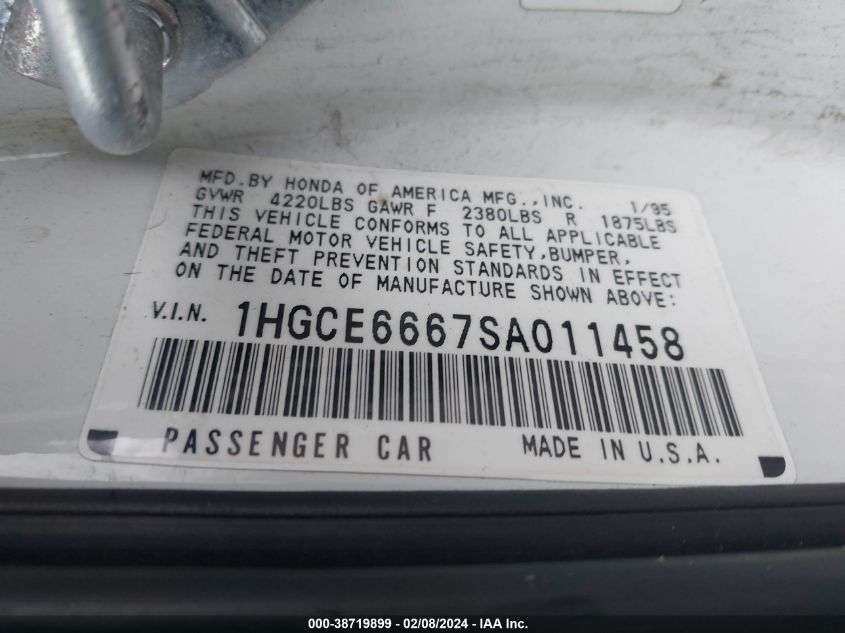 MFD.BY HONDA OF AMERICA MFG.,INC. 1/95
GVWR 4220LBS GAWR F 2380LBS R 1875LBS
THIS VEHICLE CONFORMS TO ALL APPLICABLE
FEDERAL MOTOR VEHICLE SAFETY,BUMPER,
AND THEFT PREVENTION STANDARDS IN EFFECT
ON THE DATE OF MANUFACTURE SHOWN ABOVE:
V.I.N. 1HGCE6667SA011458
PASSENGER CAR MADE IN U.S.A.
000-38719899 - 02/08/2024 - IAA Inc.